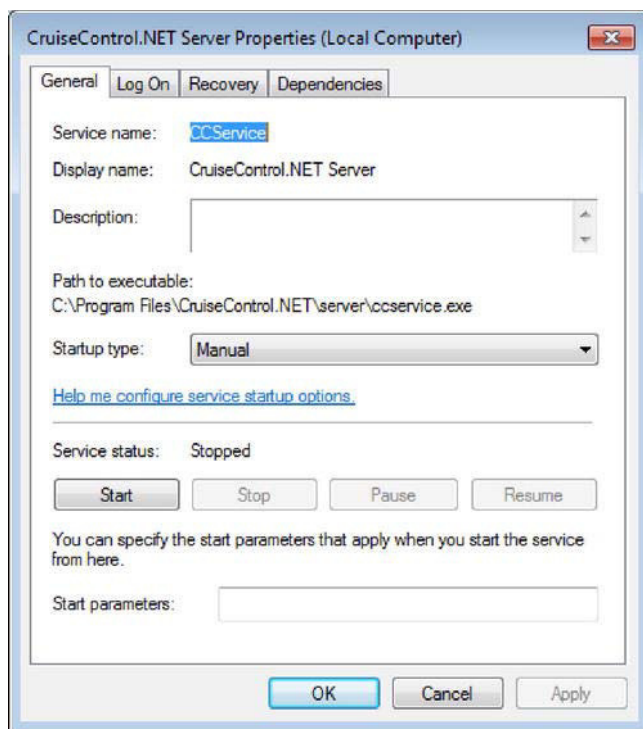 CruiseControl.NET Server Properties (Local Computer)
General Log On Recovery Dependencies
Service name: CCService
Display name: CruiseControl.NET Server
Description:
Path to executable:
C:\Program Files\CruiseControl.NET\server\ccservice.exe
Startup type: Manual
Help me configure service startup options.
Service status: Stopped
Start Stop Pause Resume
You can specify the start parameters that apply when you start the service
from here.
Start parameters:
OK Cancel Apply